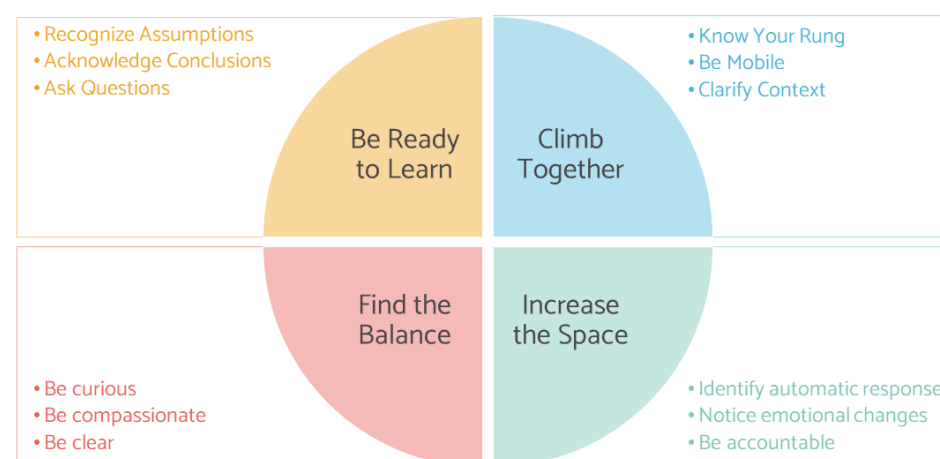 • Recognize Assumptions
• Acknowledge Conclusions
• Ask Questions
Be Ready
to Learn
Climb
Together
• Know Your Rung
• Be Mobile
• Clarify Context
• Be curious
• Be compassionate
• Be clear
Find the
Balance
Increase
the Space
• Identify automatic response
• Notice emotional changes
• Be accountable